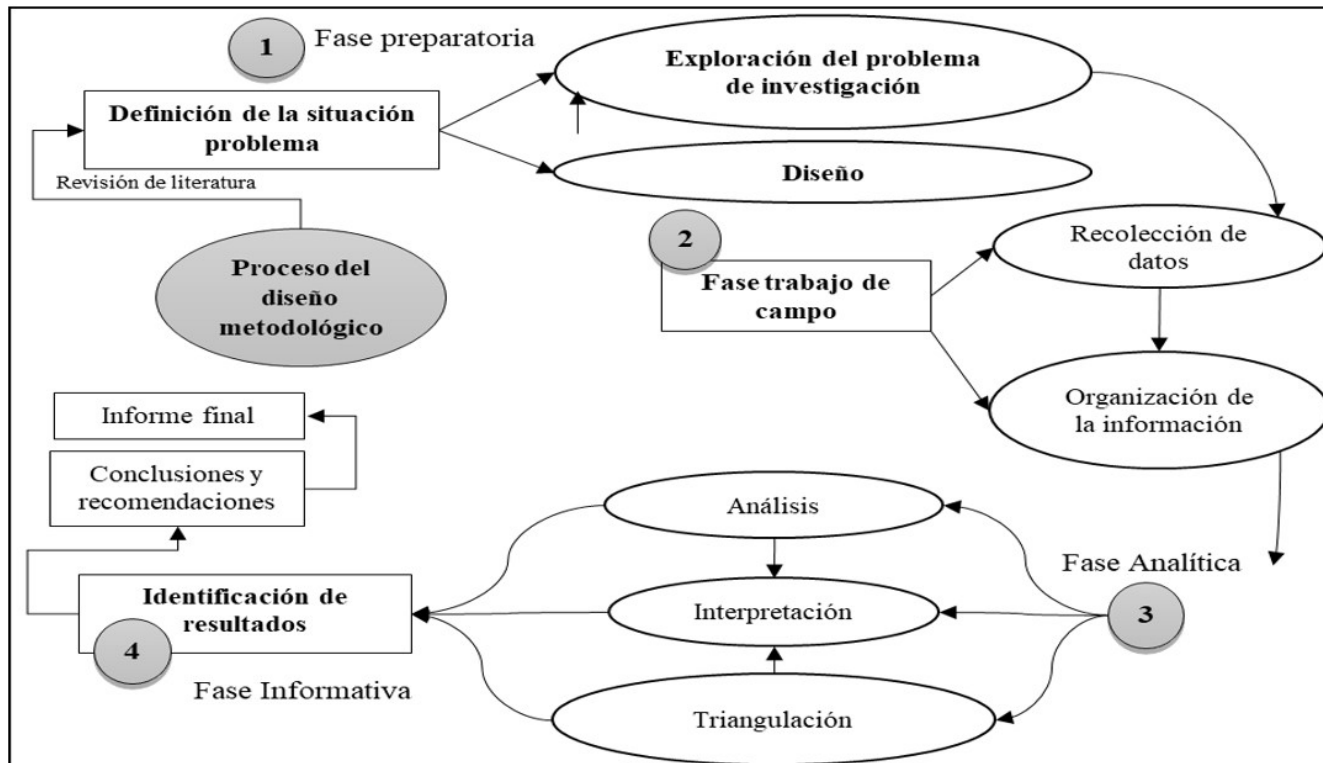 1
Fase preparatoria
Exploración del problema
de investigación
Definición de la situación
problema
Diseño
Revisión de literatura
Proceso del
diseño
metodológico
2
Fase trabajo de
campo
Recolección de
datos
Organización de
la información
Informe final
Conclusiones y
recomendaciones
Análisis
Fase Analítica
3
Interpretación
Identificación de
resultados
4
Fase Informativa
Triangulación